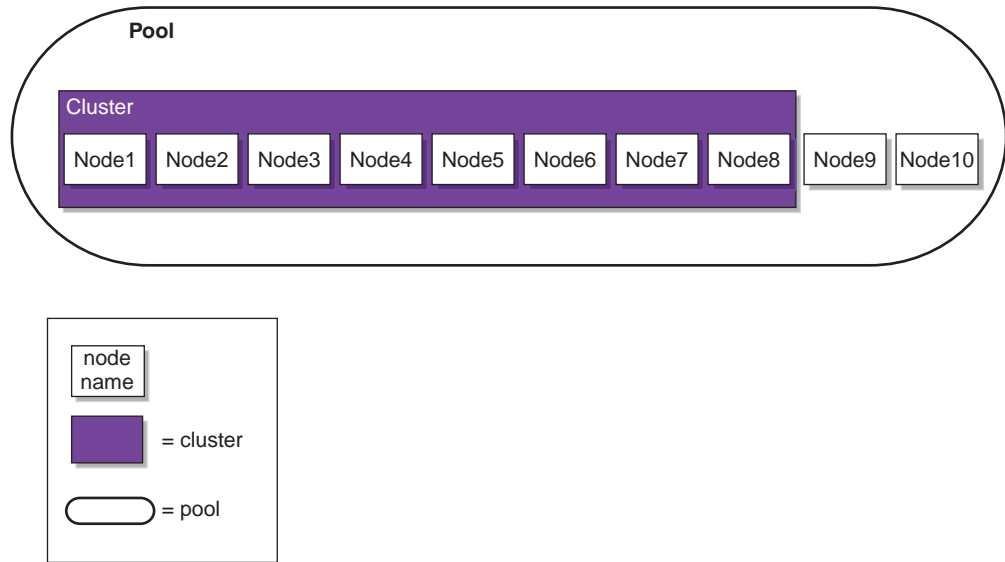 Pool
Cluster
Node1 Node2 Node3 Node4 Node5 Node6 Node7 Node8 Node9 Node10
node
name
= cluster
= pool